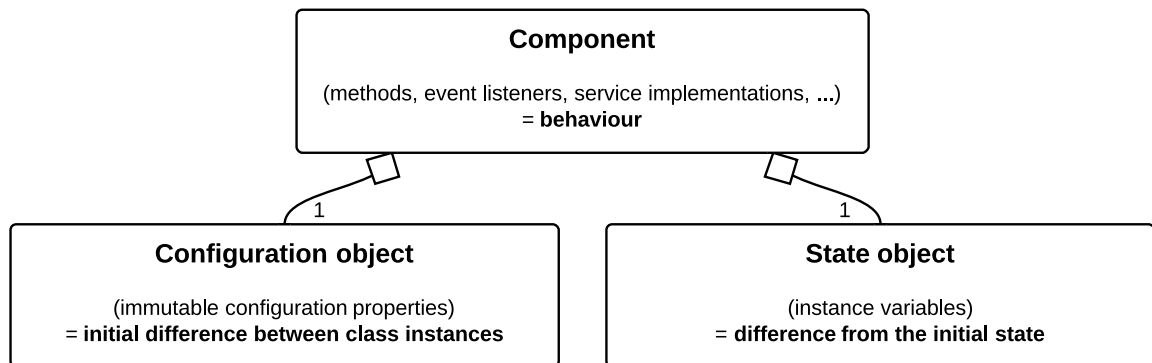 Component
(methods, event listeners, service implementations, ...)
= behaviour
1
1
Configuration object
(immutable configuration properties)
= initial difference between class instances
State object
(instance variables)
= difference from the initial state